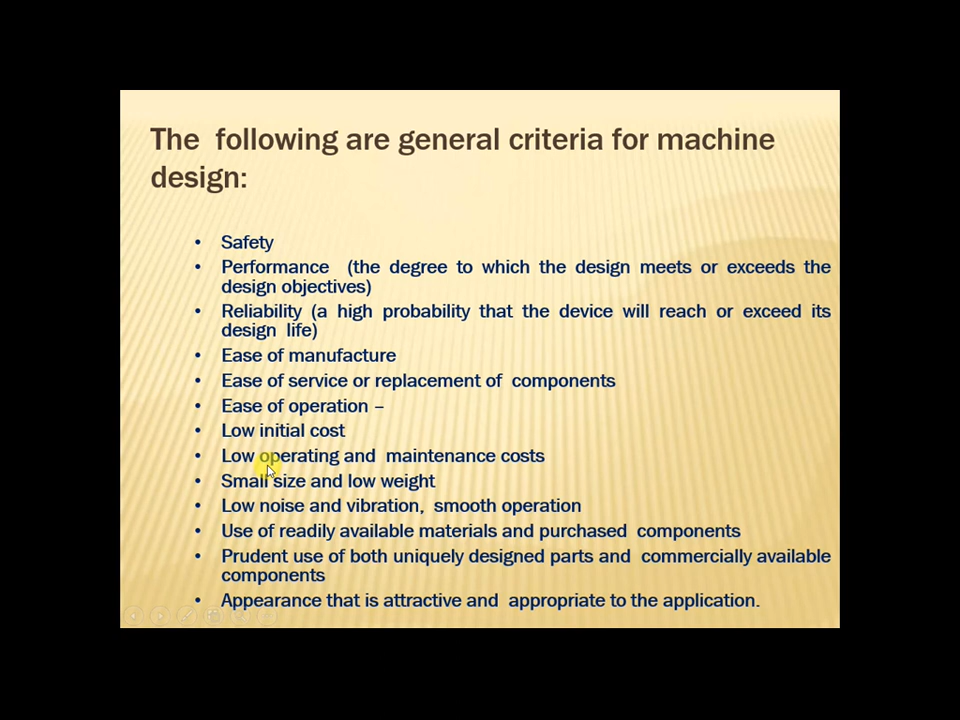 The following are general criteria for machine
design:
• Safety
• Performance (the degree to which the design meets or exceeds the
design objectives)
• Reliability (a high probability that the device will reach or exceed its
design life)
• Ease of manufacture
• Ease of service or replacement of components
• Ease of operation –
• Low initial cost
• Low operating and maintenance costs
• Small size and low weight
• Low noise and vibration, smooth operation
• Use of readily available materials and purchased components
• Prudent use of both uniquely designed parts and commercially available
components
• Appearance that is attractive and appropriate to the application.